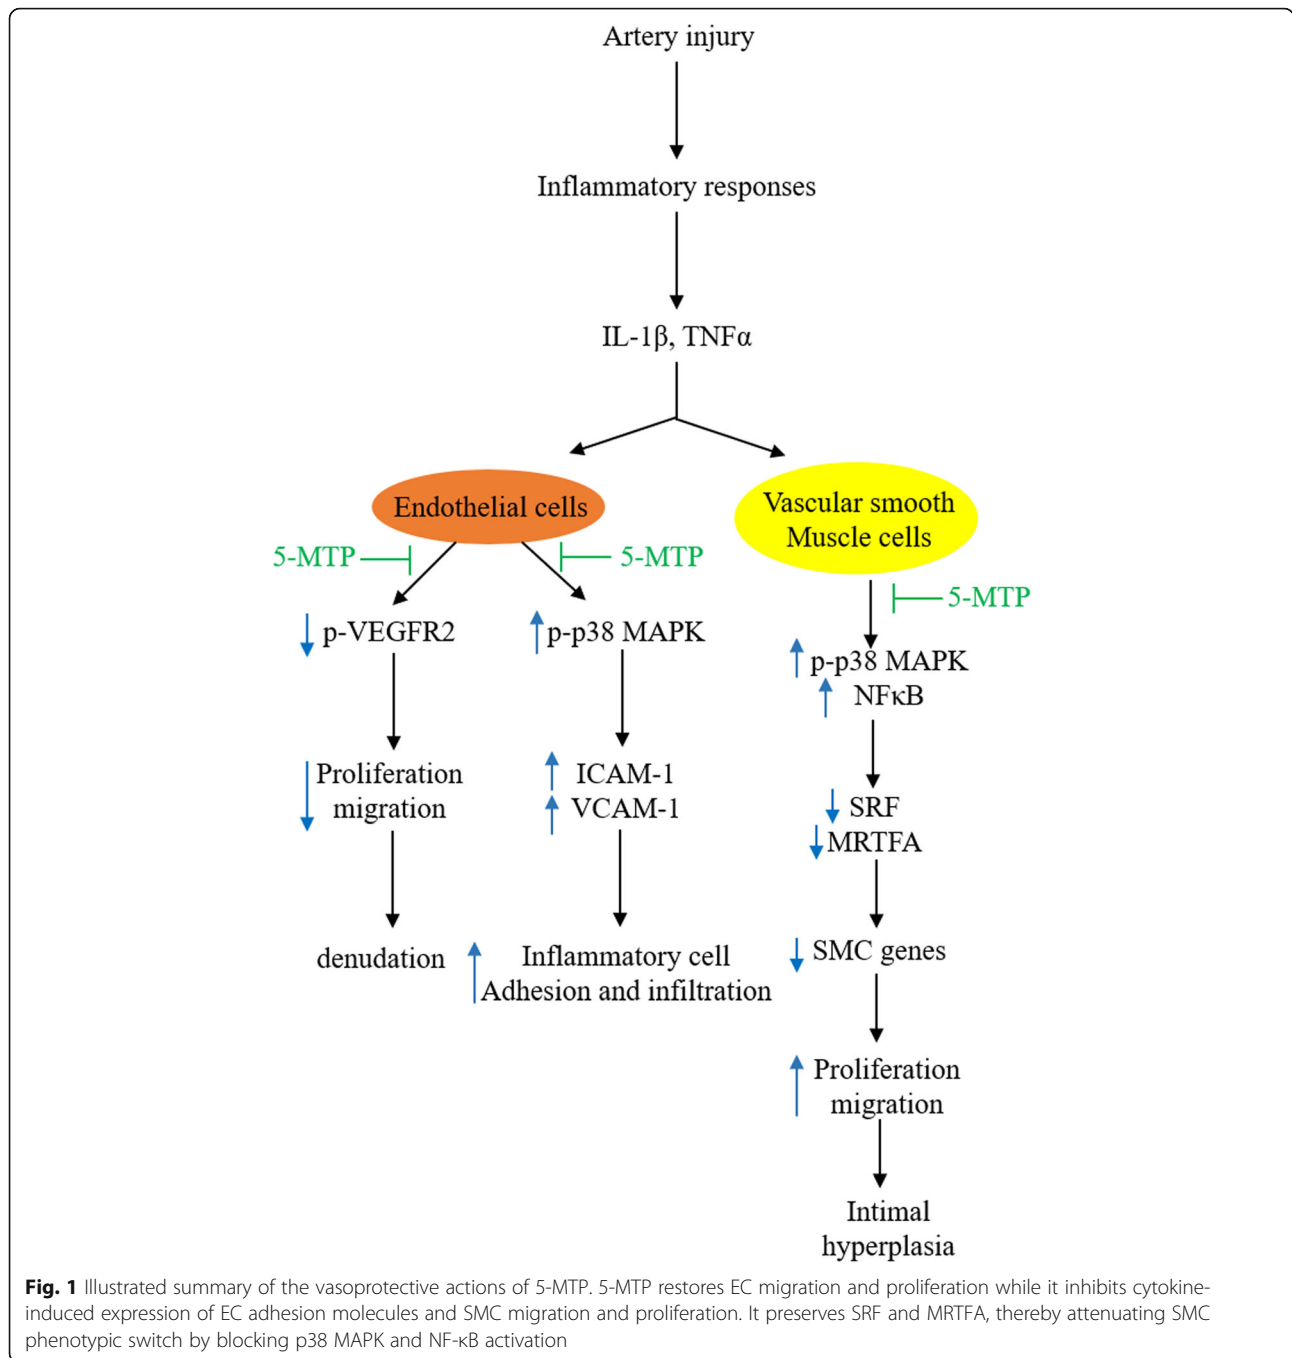 Artery injury
Inflammatory responses
IL-1β, TNFα
Endothelial cells
Vascular smooth
Muscle cells
5-MTP
5-MTP
5-MTP
p-VEGFR2
p-p38 MAPK
p-p38 MAPK
NFκB
Proliferation
migration
ICAM-1
VCAM-1
SRF
MRTFA
denudation
Inflammatory cell
Adhesion and infiltration
SMC genes
Proliferation
migration
Intimal
hyperplasia
Fig. 1 Illustrated summary of the vasoprotective actions of 5-MTP. 5-MTP restores EC migration and proliferation while it inhibits cytokine-
induced expression of EC adhesion molecules and SMC migration and proliferation. It preserves SRF and MRTFA, thereby attenuating SMC
phenotypic switch by blocking p38 MAPK and NF-κB activation